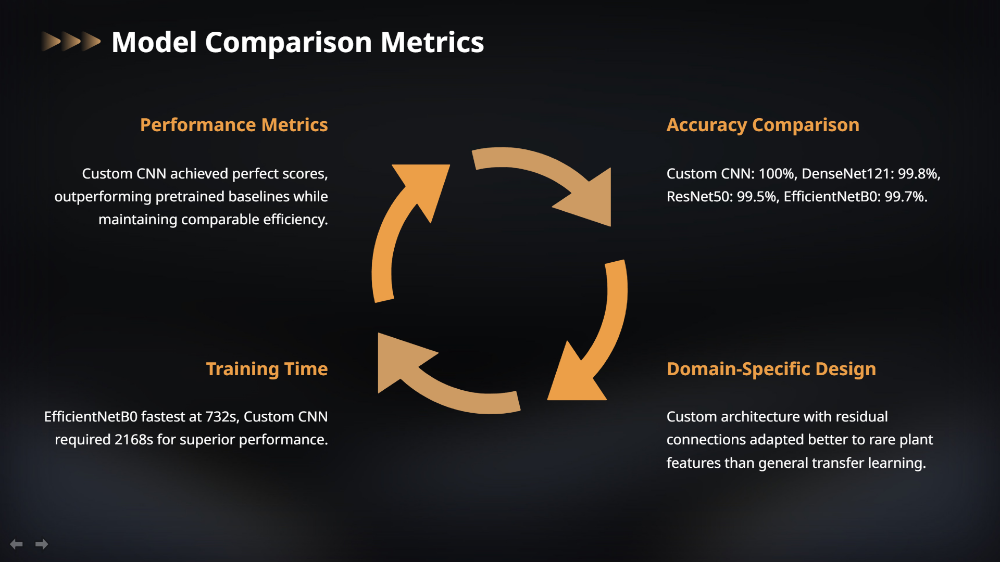 Model Comparison Metrics
Performance Metrics
Custom CNN achieved perfect scores,
outperforming pretrained baselines while
maintaining comparable efficiency.
Accuracy Comparison
Custom CNN: 100%, DenseNet121: 99.8%,
ResNet50: 99.5%, EfficientNetB0: 99.7%.
Training Time
EfficientNetB0 fastest at 732s, Custom CNN
required 2168s for superior performance.
Domain-Specific Design
Custom architecture with residual
connections adapted better to rare plant
features than general transfer learning.